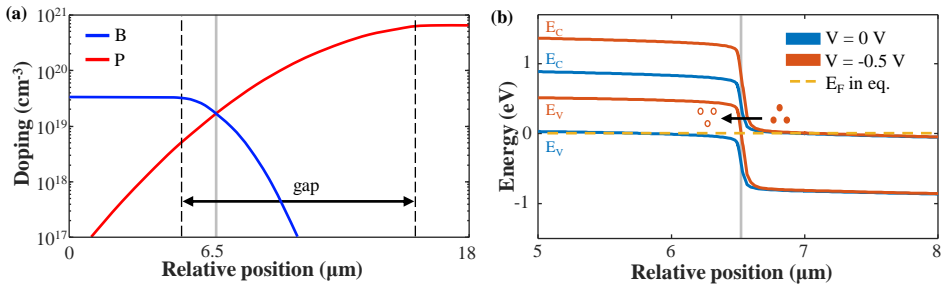 (a)
10^21
10^20
10^19
10^18
10^17
Doping (cm^-3)
B
P
gap
0
6.5
18
Relative position (μm)
(b)
1
0
-1
Energy (eV)
E_C
E_C
E_V
E_V
V = 0 V
V = -0.5 V
E_F in eq.
5
6
7
8
Relative position (μm)